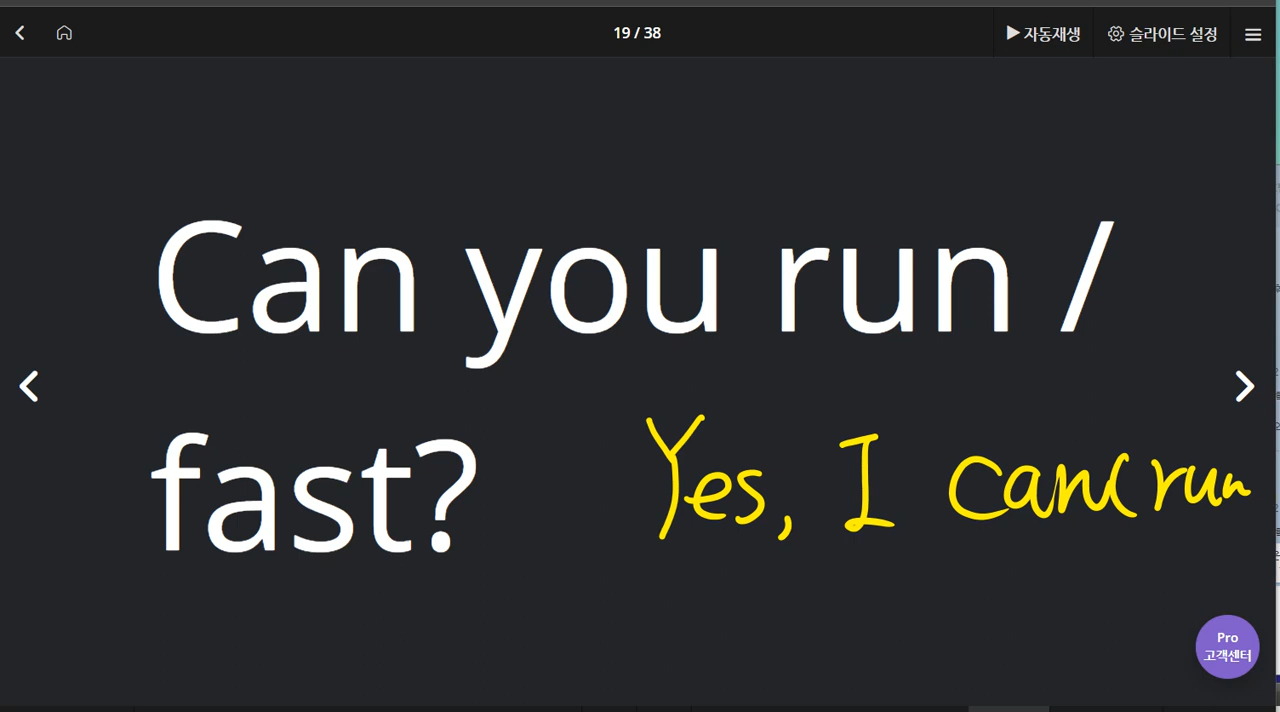 19 / 38
▶자동재생
슬라이드 설정
Can you run /
fast?
Yes, I can(run
Pro
고객센터